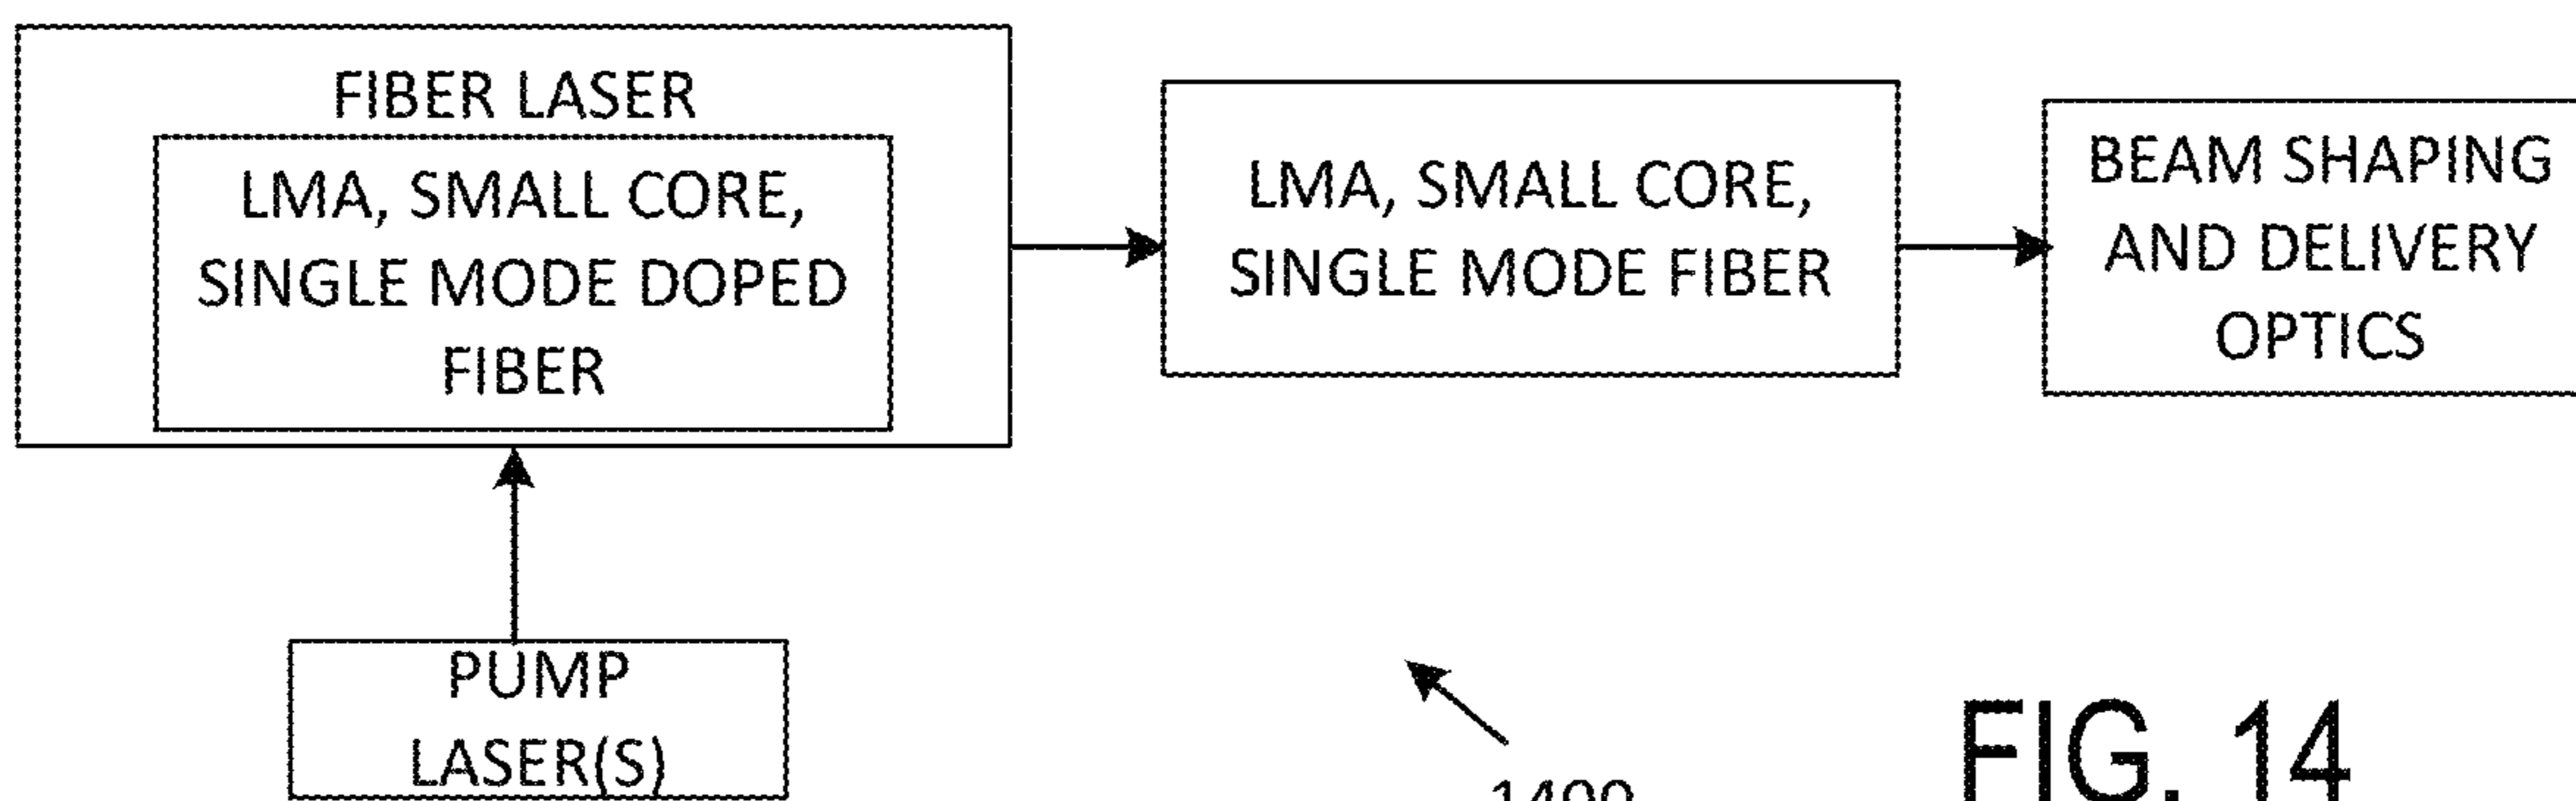 FIBER LASER
LMA, SMALL CORE,
SINGLE MODE DOPED
FIBER
LMA, SMALL CORE,
SINGLE MODE FIBER
BEAM SHAPING
AND DELIVERY
OPTICS
PUMP
LASER(S)
1400
FIG. 14